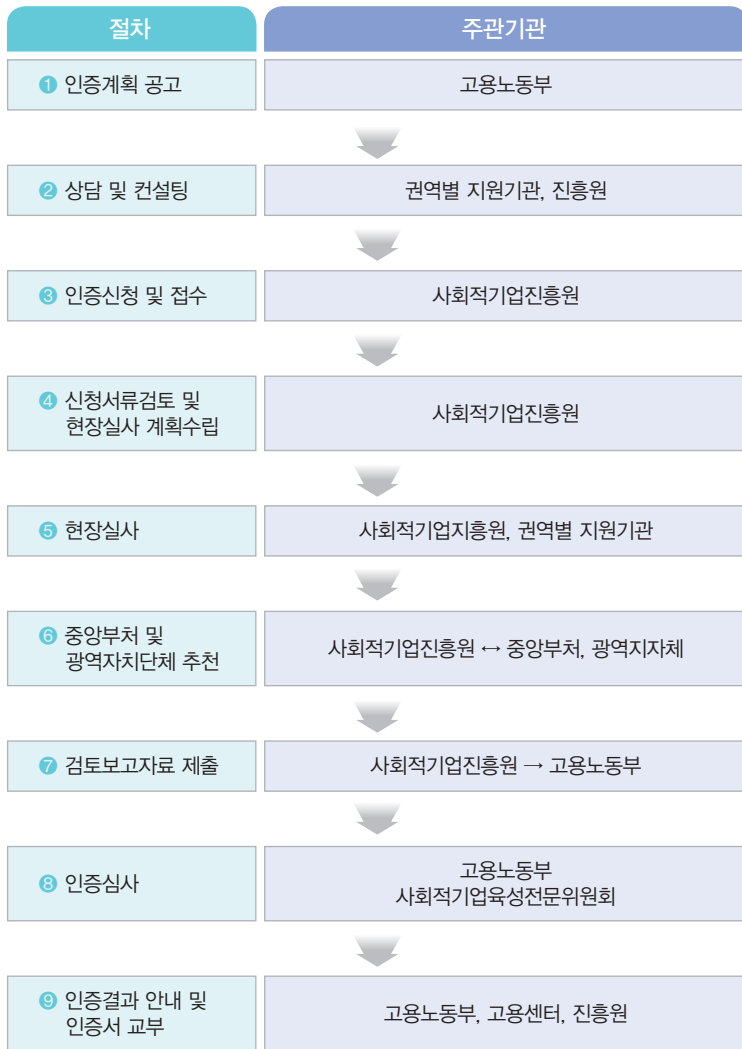 절차 주관기관
❶ 인증계획 공고 고용노동부
❷ 상담 및 컨설팅 권역별 지원기관, 진흥원
❸ 인증신청 및 접수 사회적기업진흥원
❹ 신청서류검토 및
현장실사 계획수립
사회적기업진흥원
❺ 현장실사 사회적기업지흥원, 권역별 지원기관
❻ 중앙부처 및
광역자치단체 추천
사회적기업진흥원 ↔ 중앙부처, 광역지자체
❼ 검토보고자료 제출 사회적기업진흥원 → 고용노동부
❽ 인증심사
고용노동부
사회적기업육성전문위원회
❾ 인증결과 안내 및
인증서 교부
고용노동부, 고용센터, 진흥원